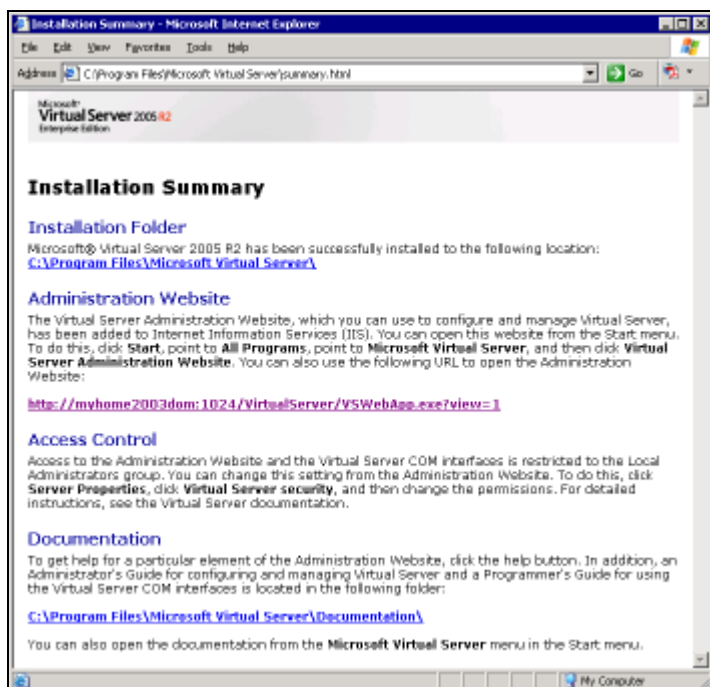 Installation Summary - Microsoft Internet Explorer
File Edit View Favorites Tools Help
Address C:\Program Files\Microsoft Virtual Server\summary.html Go
Microsoft®
Virtual Server 2005 R2
Enterprise Edition
Installation Summary
Installation Folder
Microsoft® Virtual Server 2005 R2 has been successfully installed to the following location:
C:\Program Files\Microsoft Virtual Server\
Administration Website
The Virtual Server Administration Website, which you can use to configure and manage Virtual Server,
has been added to Internet Information Services (IIS). You can open this website from the Start menu.
To do this, click Start, point to All Programs, point to Microsoft Virtual Server, and then click Virtual
Server Administration Website. You can also use the following URL to open the Administration
Website:
http://myhome2003dom:1024/VirtualServer/VSWebApp.exe?view=1
Access Control
Access to the Administration Website and the Virtual Server COM interfaces is restricted to the Local
Administrators group. You can change this setting from the Administration Website. To do this, click
Server Properties, click Virtual Server security, and then change the permissions. For detailed
instructions, see the Virtual Server documentation.
Documentation
To get help for a particular element of the Administration Website, click the help button. In addition, an
Administrator's Guide for configuring and managing Virtual Server and a Programmer's Guide for using
the Virtual Server COM interfaces is located in the following folder:
C:\Program Files\Microsoft Virtual Server\Documentation\
You can also open the documentation from the Microsoft Virtual Server menu in the Start menu.
My Computer